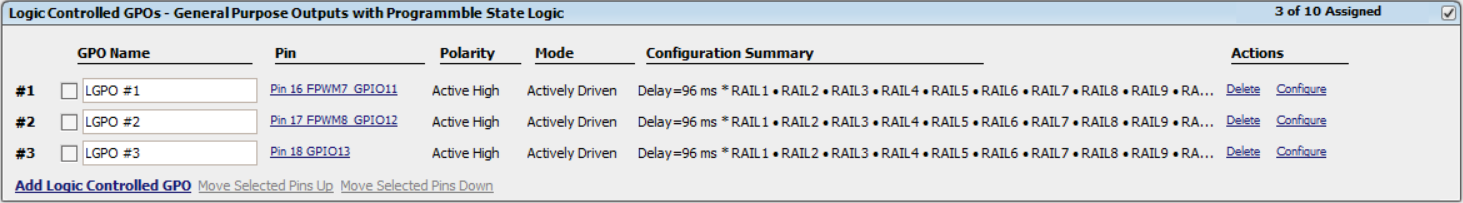 Logic Controlled GPOs - General Purpose Outputs with Programmble State Logic 3 of 10 Assigned
GPO Name Pin Polarity Mode Configuration Summary Actions
#1 LGPO #1 Pin 16 FPWM7_GPIO11 Active High Actively Driven Delay=96 ms * RAIL1 • RAIL2 • RAIL3 • RAIL4 • RAIL5 • RAIL6 • RAIL7 • RAIL8 • RAIL9 • RA... Delete Configure
#2 LGPO #2 Pin 17 FPWM8_GPIO12 Active High Actively Driven Delay=96 ms * RAIL1 • RAIL2 • RAIL3 • RAIL4 • RAIL5 • RAIL6 • RAIL7 • RAIL8 • RAIL9 • RA... Delete Configure
#3 LGPO #3 Pin 18 GPIO13 Active High Actively Driven Delay=96 ms * RAIL1 • RAIL2 • RAIL3 • RAIL4 • RAIL5 • RAIL6 • RAIL7 • RAIL8 • RAIL9 • RA... Delete Configure
Add Logic Controlled GPO Move Selected Pins Up Move Selected Pins Down